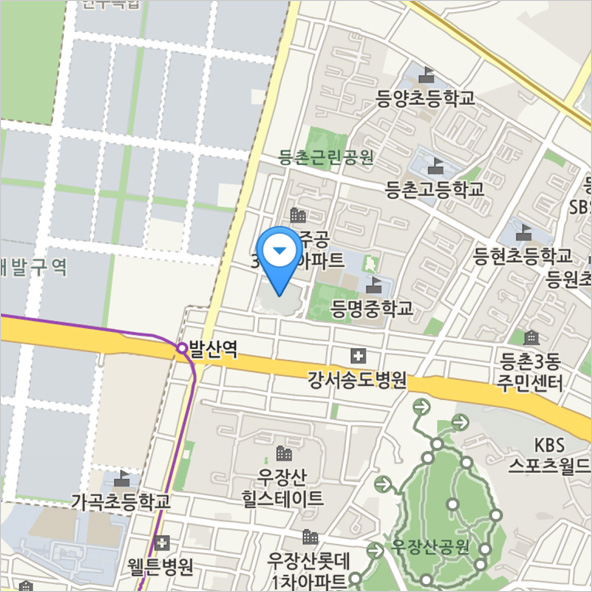 등양초등학교
등촌근린공원
등촌고등학교
SBS
주공
3
아파트
등현초등학교
개발구역
등원초
등명중학교
발산역
강서송도병원
등촌3동
주민센터
KBS
스포츠월드
우장산
힐스테이트
가곡초등학교
우장산공원
웰튼병원
우장산롯데
1차아파트